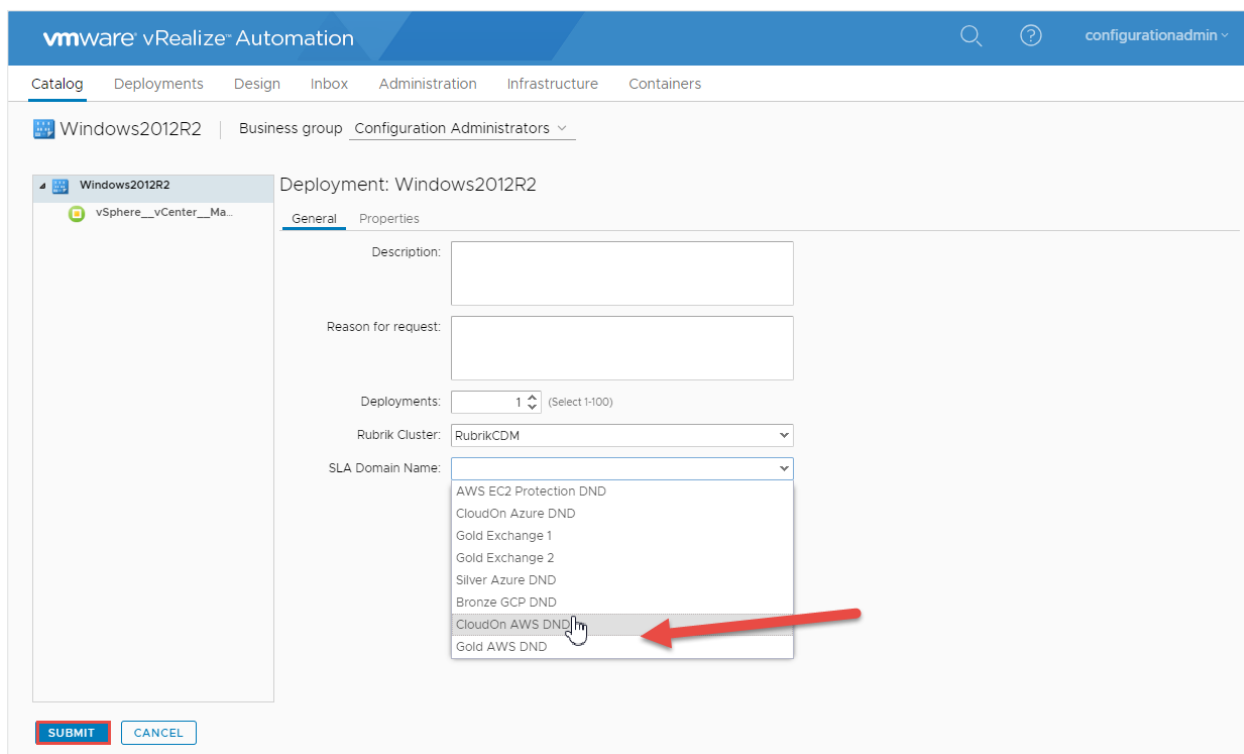 vmware® vRealize™ Automation
configurationadmin
Catalog Deployments Design Inbox Administration Infrastructure Containers
Windows2012R2 Business group Configuration Administrators
Windows2012R2
vSphere__vCenter__Ma...
Deployment: Windows2012R2
General Properties
Description:
Reason for request:
Deployments: 1 (Select 1-100)
Rubrik Cluster: RubrikCDM
SLA Domain Name:
AWS EC2 Protection DND
CloudOn Azure DND
Gold Exchange 1
Gold Exchange 2
Silver Azure DND
Bronze GCP DND
CloudOn AWS DND
Gold AWS DND
SUBMIT CANCEL